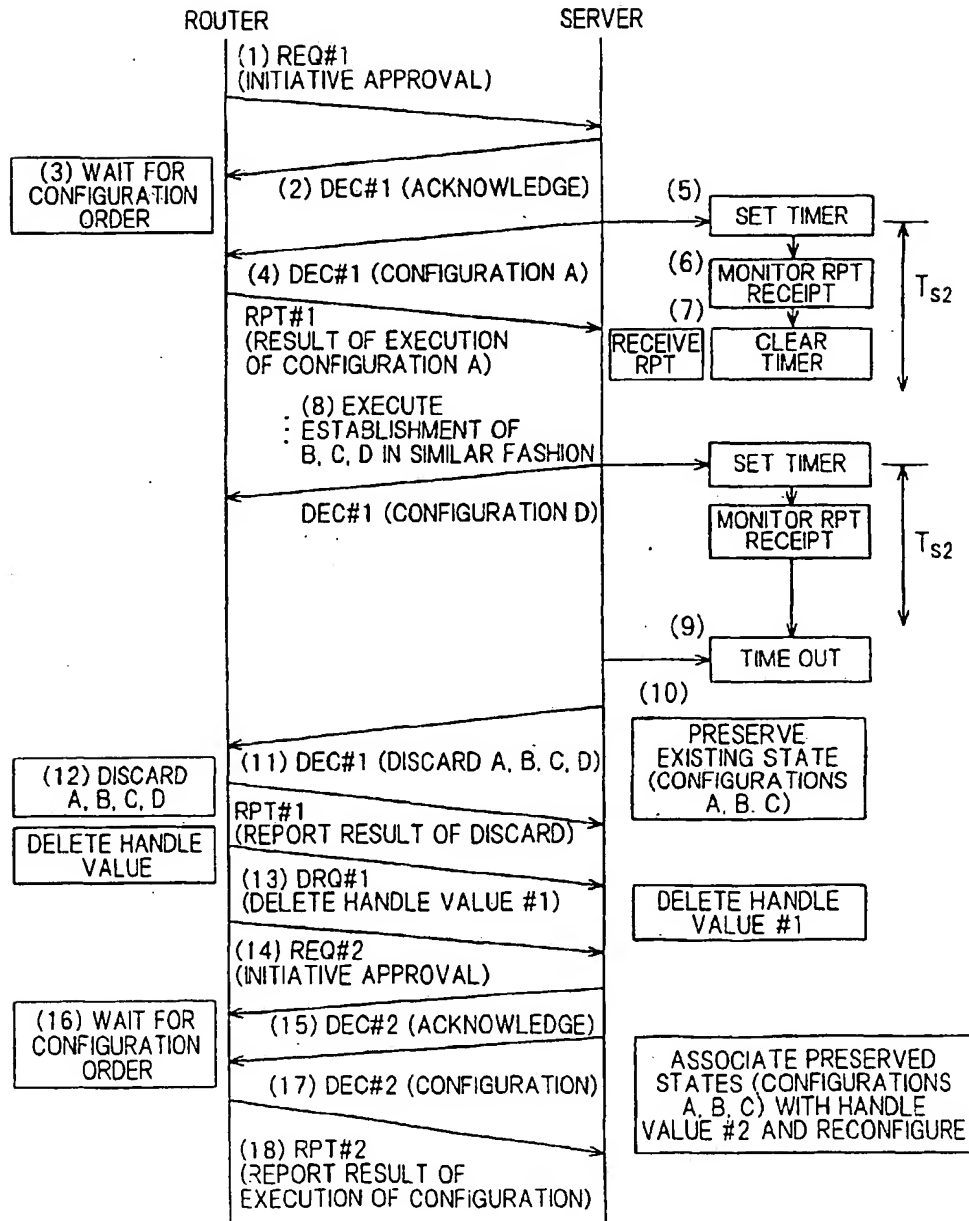 ROUTER
SERVER
(1) REQ#1
(INITIATIVE APPROVAL)
(3) WAIT FOR
CONFIGURATION
ORDER
(2) DEC#1 (ACKNOWLEDGE)
(5)
SET TIMER
(4) DEC#1 (CONFIGURATION A)
(6)
MONITOR RPT
RECEIPT
TS2
RPT#1
(RESULT OF EXECUTION
OF CONFIGURATION A)
(7)
RECEIVE
RPT
CLEAR
TIMER
(8) EXECUTE
ESTABLISHMENT OF
B, C, D IN SIMILAR FASHION
SET TIMER
DEC#1 (CONFIGURATION D)
MONITOR RPT
RECEIPT
TS2
(9)
TIME OUT
(10)
PRESERVE
EXISTING STATE
(CONFIGURATIONS
A, B. C)
(11) DEC#1 (DISCARD A, B, C, D)
(12) DISCARD
A, B, C, D
RPT#1
(REPORT RESULT OF DISCARD)
DELETE HANDLE
VALUE
(13) DRQ#1
(DELETE HANDLE VALUE #1)
DELETE HANDLE
VALUE #1
(14) REQ#2
(INITIATIVE APPROVAL)
(16) WAIT FOR
CONFIGURATION
ORDER
(15) DEC#2 (ACKNOWLEDGE)
(17) DEC#2 (CONFIGURATION)
ASSOCIATE PRESERVED
STATES (CONFIGURATIONS
A, B, C) WITH HANDLE
VALUE #2 AND RECONFIGURE
(18) RPT#2
(REPORT RESULT OF
EXECUTION OF CONFIGURATION)